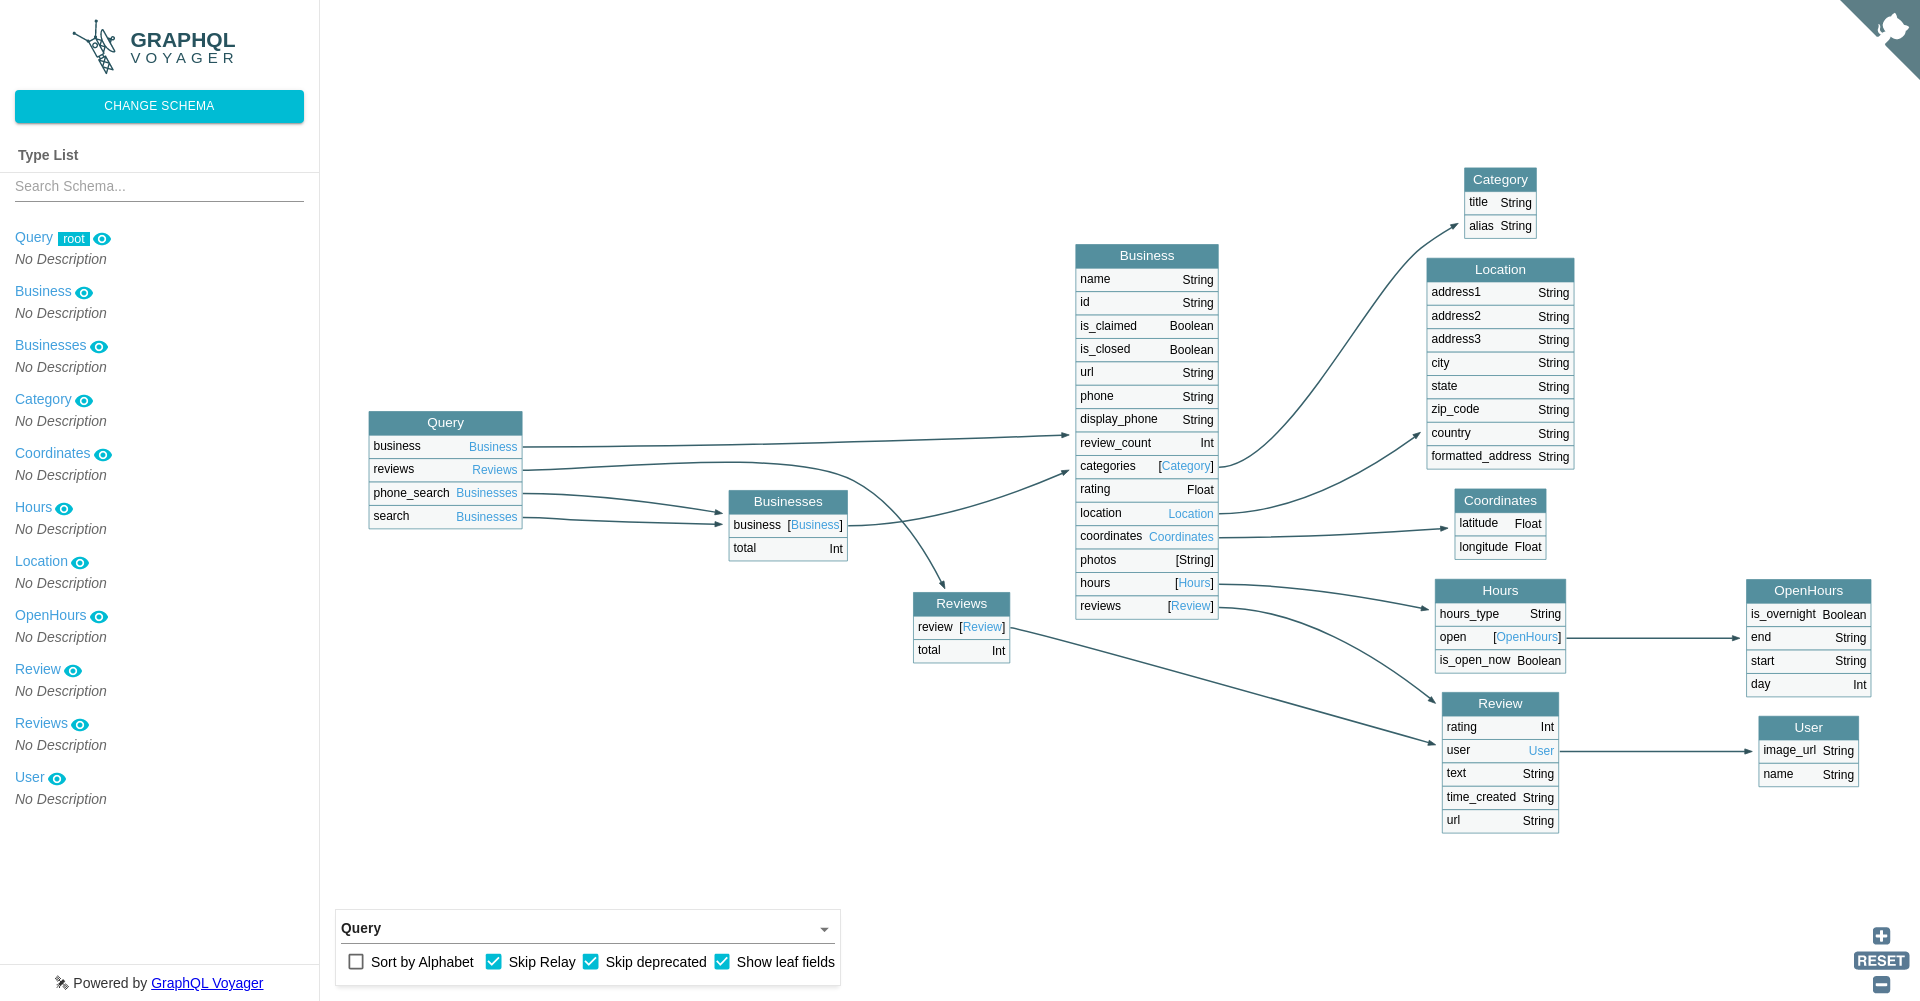 GRAPHQL
VOYAGER
CHANGE SCHEMA
Type List
Search Schema...
Query root
No Description
Business
No Description
Businesses
No Description
Category
No Description
Coordinates
No Description
Hours
No Description
Location
No Description
OpenHours
No Description
Review
No Description
Reviews
No Description
User
No Description
Powered by GraphQL Voyager
Query
business Business
reviews Reviews
phone_search Businesses
search Businesses
Businesses
business [Business]
total Int
Reviews
review [Review]
total Int
Business
name String
id String
is_claimed Boolean
is_closed Boolean
url String
phone String
display_phone String
review_count Int
categories [Category]
rating Float
location Location
coordinates Coordinates
photos [String]
hours [Hours]
reviews [Review]
Category
title String
alias String
Location
address1 String
address2 String
address3 String
city String
state String
zip_code String
country String
formatted_address String
Coordinates
latitude Float
longitude Float
Hours
hours_type String
open [OpenHours]
is_open_now Boolean
Review
rating Int
user User
text String
time_created String
url String
OpenHours
is_overnight Boolean
end String
start String
day Int
User
image_url String
name String
Query
Sort by Alphabet Skip Relay Skip deprecated Show leaf fields
RESET